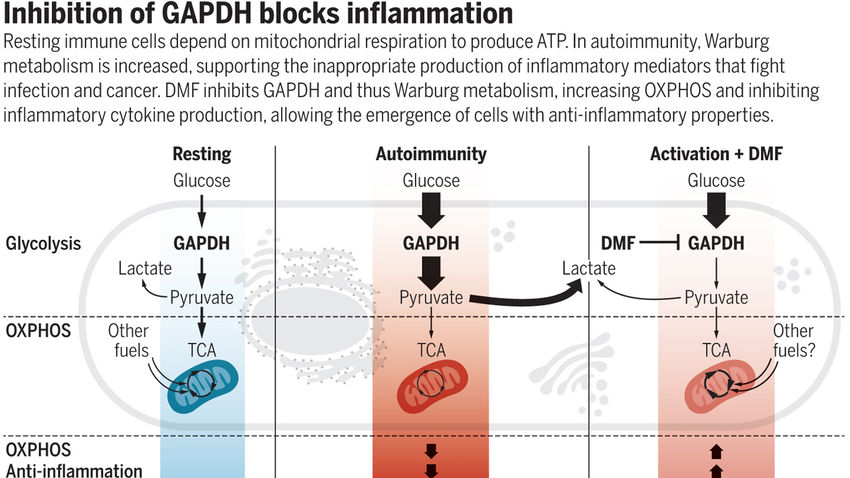 Inhibition of GAPDH blocks inflammation
Resting immune cells depend on mitochondrial respiration to produce ATP. In autoimmunity, Warburg
metabolism is increased, supporting the inappropriate production of inflammatory mediators that fight
infection and cancer. DMF inhibits GAPDH and thus Warburg metabolism, increasing OXPHOS and inhibiting
inflammatory cytokine production, allowing the emergence of cells with anti-inflammatory properties.
Resting
Autoimmunity
Activation + DMF
Glucose
Glucose
Glucose
Glycolysis
GAPDH
GAPDH
DMF
GAPDH
Lactate
Lactate
Pyruvate
Pyruvate
Pyruvate
OXPHOS
Other
fuels
TCA
TCA
TCA
Other
fuels?
OXPHOS
Anti-inflammation